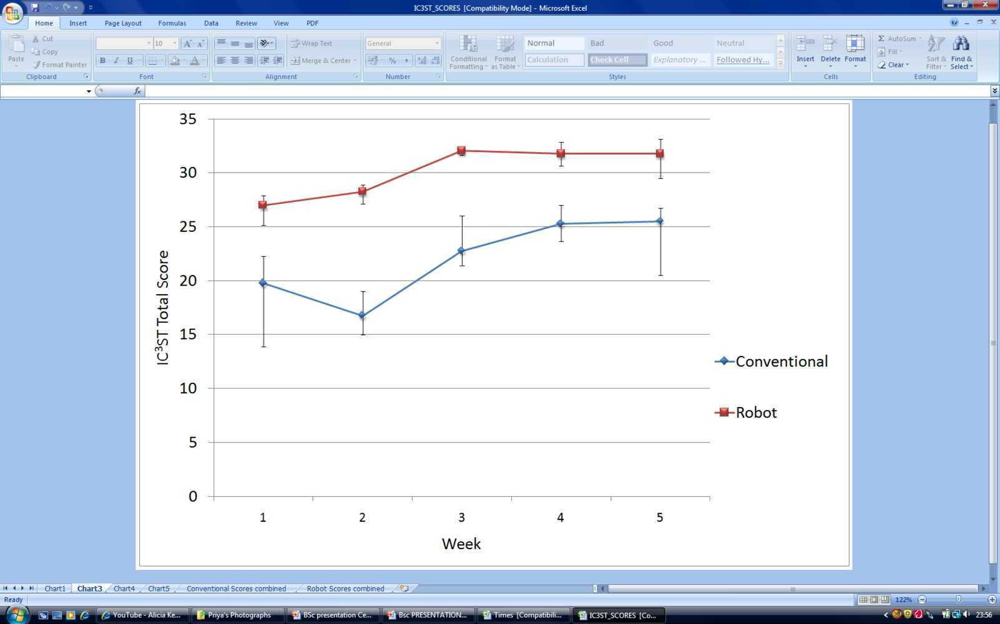 IC3ST_SCORES [Compatibility Mode] - Microsoft Excel
Home Insert Page Layout Formulas Data Review View PDF
Paste
Cut
Copy
Format Painter
Clipboard
10
B I U
Font
Wrap Text
Merge & Center
Alignment
General
%
Number
Conditional Formatting
Format as Table
Normal Bad Good Neutral
Calculation Check Cell Explanatory ... Followed Hy...
Styles
Insert Delete Format
Cells
Σ AutoSum
Fill
Clear
Sort & Filter
Find & Select
Editing
fx
35
30
25
20
15
10
5
0
IC³ST Total Score
1 2 3 4 5
Week
Conventional
Robot
Chart1 Chart3 Chart4 Chart5 Conventional Scores combined Robot Scores combined
Ready 122%
YouTube - Alicia Ke... Priya's Photographs BSc presentation Ce... Bsc PRESENTATION... Times [Compatibili... IC3ST_SCORES [Co... 23:56